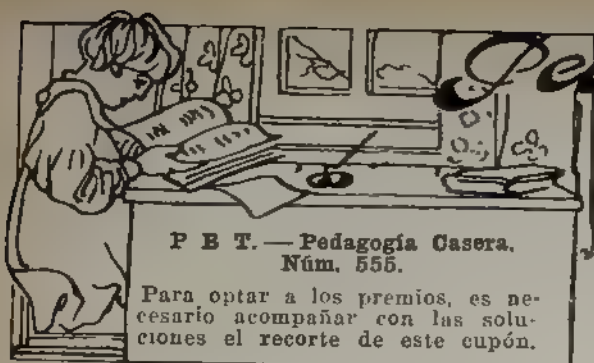 Pe
P B T. — Pedagogía Casera.
Núm. 555.
Para optar a los premios, es ne-
cesario acompañar con las solu-
ciones el recorte de este cupón.